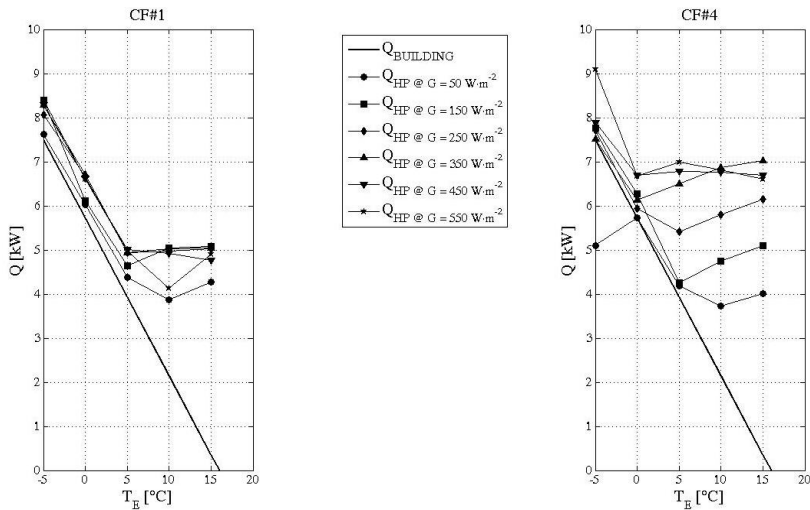 CF#1
10
9
8
7
6
5
4
3
2
1
0
Q [kW]
-5 0 5 10 15 20
T_E [°C]
Q_BUILDING
Q_HP @ G = 50 W·m⁻²
Q_HP @ G = 150 W·m⁻²
Q_HP @ G = 250 W·m⁻²
Q_HP @ G = 350 W·m⁻²
Q_HP @ G = 450 W·m⁻²
Q_HP @ G = 550 W·m⁻²
CF#4
10
9
8
7
6
5
4
3
2
1
0
Q [kW]
-5 0 5 10 15 20
T_E [°C]